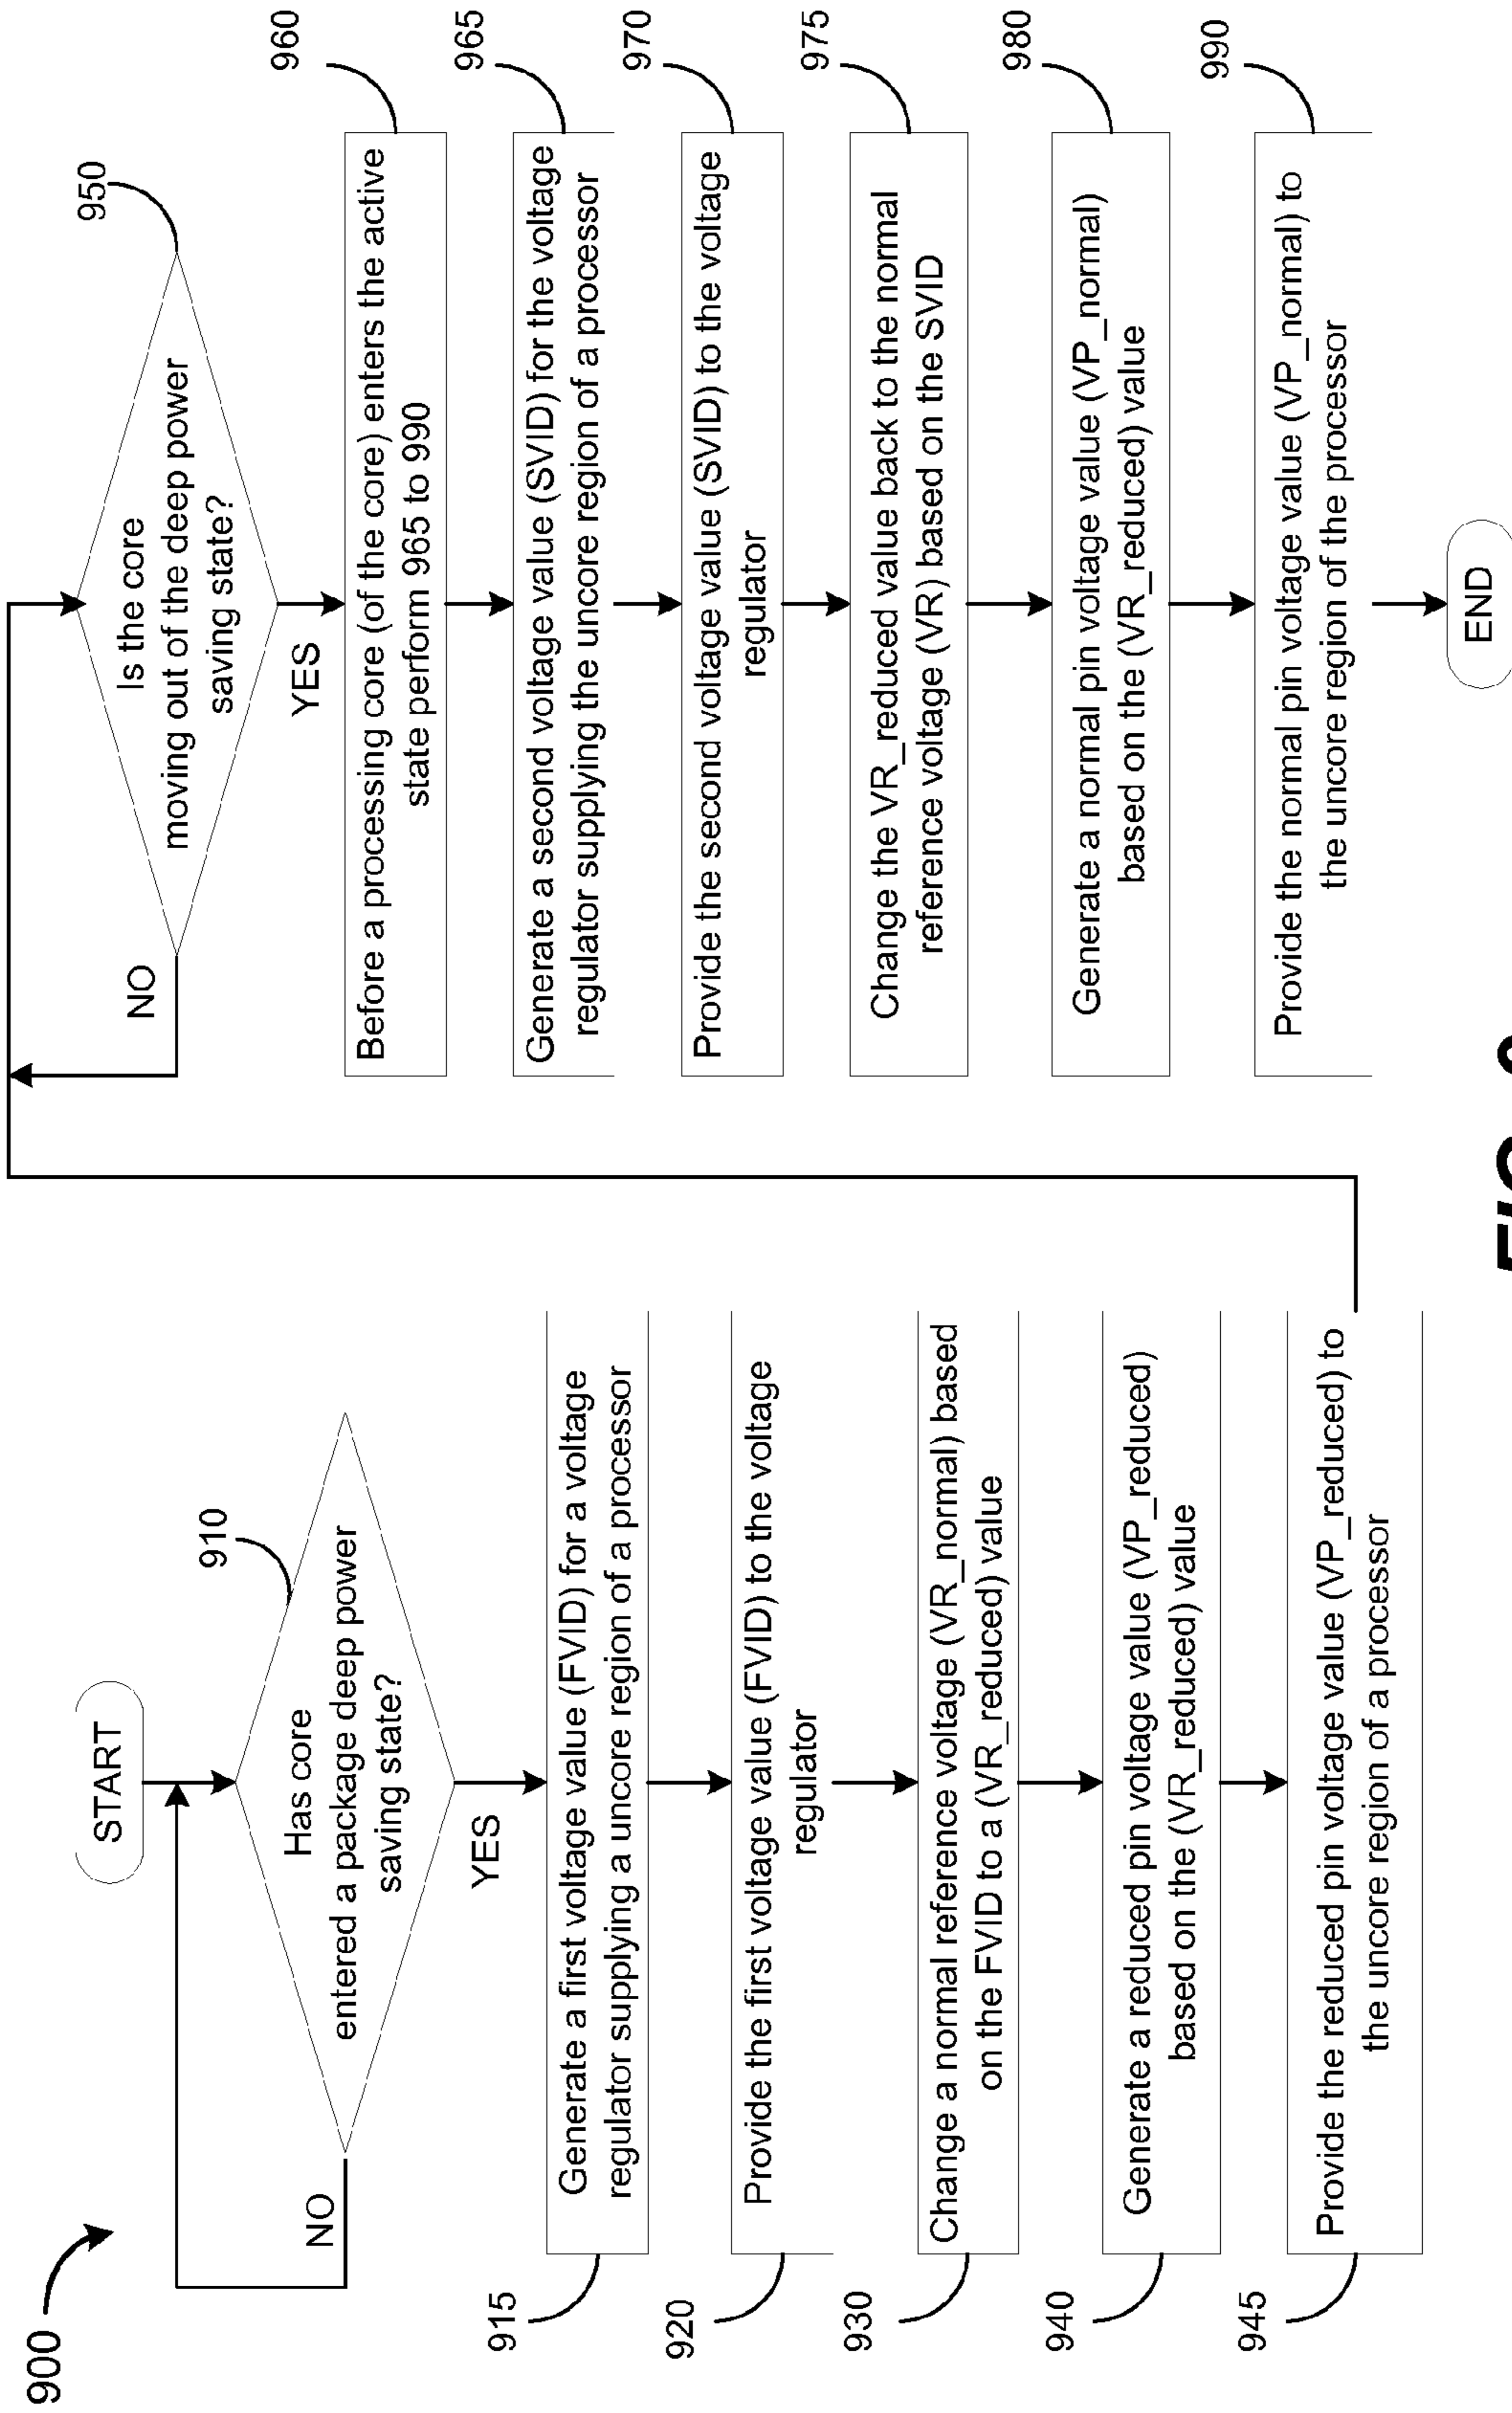 900
START
910
Has core
entered a package deep power
saving state?
NO
YES
915
Generate a first voltage value (FVID) for a voltage
regulator supplying a uncore region of a processor
920
Provide the first voltage value (FVID) to the voltage
regulator
930
Change a normal reference voltage (VR_normal) based
on the FVID to a (VR_reduced) value
940
Generate a reduced pin voltage value (VP_reduced)
based on the (VR_reduced) value
945
Provide the reduced pin voltage value (VP_reduced) to
the uncore region of a processor
950
Is the core
moving out of the deep power
saving state?
NO
YES
960
Before a processing core (of the core) enters the active
state perform 965 to 990
965
Generate a second voltage value (SVID) for the voltage
regulator supplying the uncore region of a processor
970
Provide the second voltage value (SVID) to the voltage
regulator
975
Change the VR_reduced value back to the normal
reference voltage (VR) based on the SVID
980
Generate a normal pin voltage value (VP_normal)
based on the (VR_reduced) value
990
Provide the normal pin voltage value (VP_normal) to
the uncore region of the processor
END